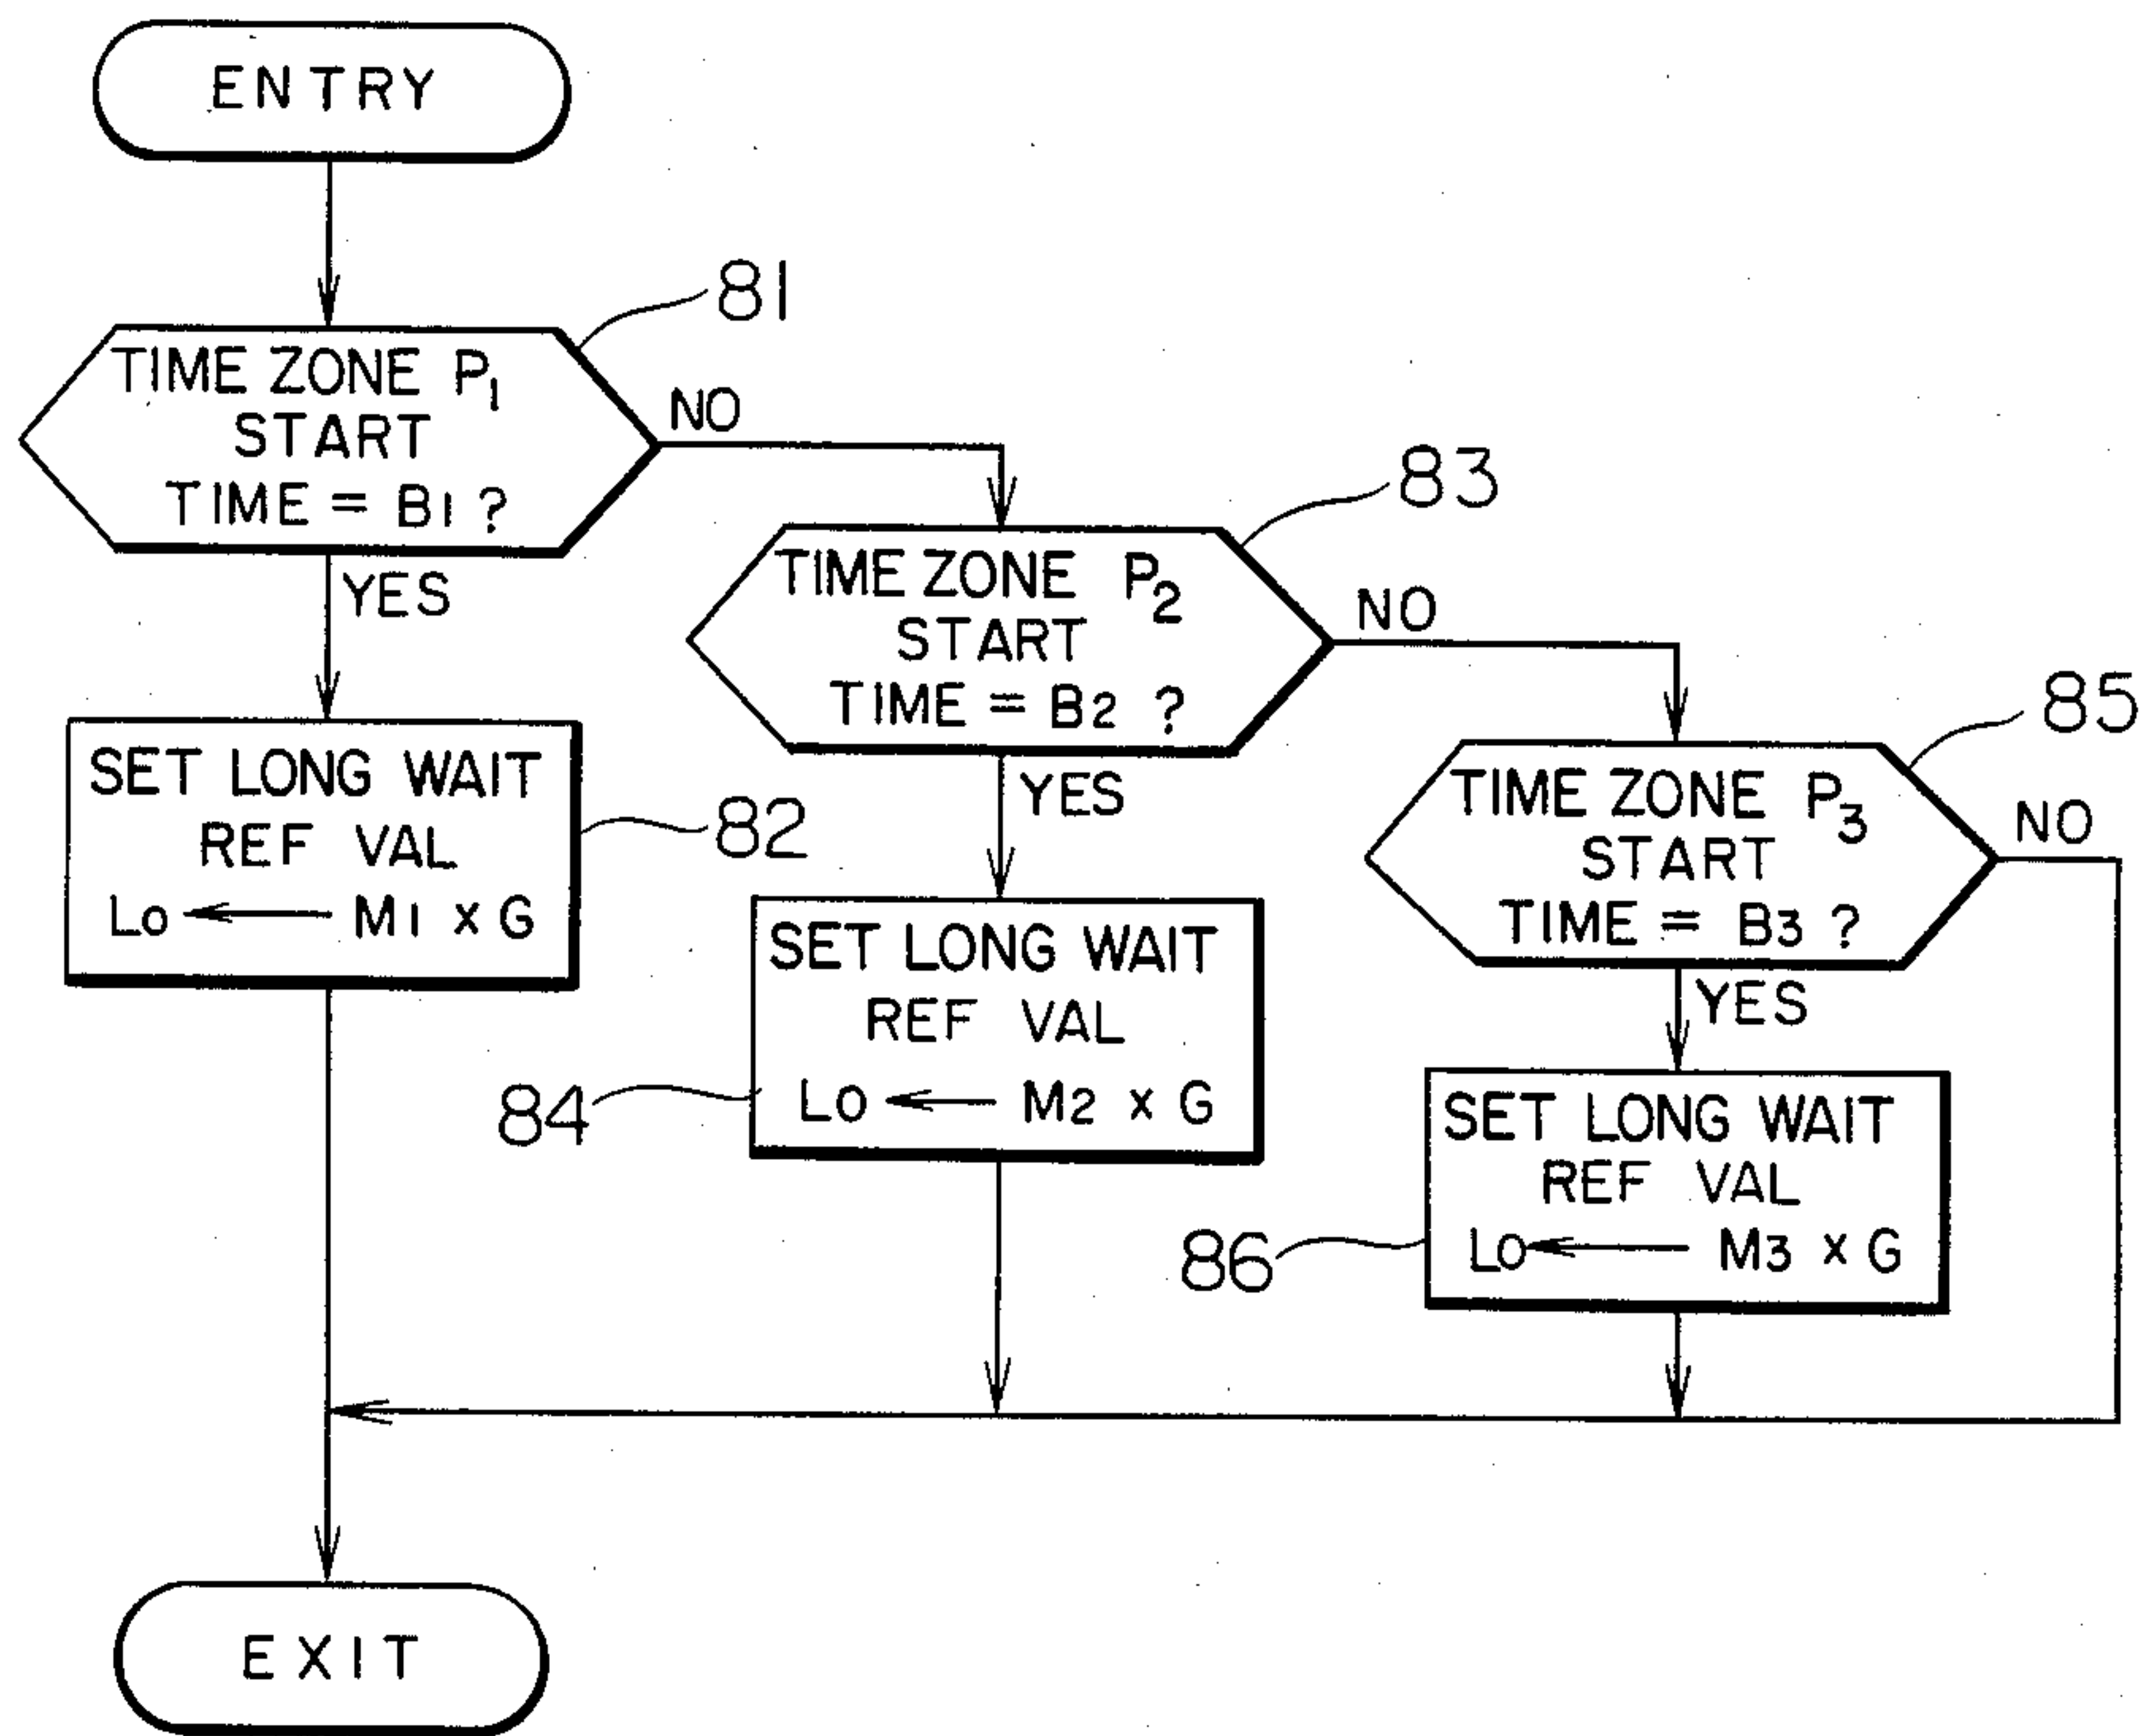 ENTRY
81
TIME ZONE P1
START
TIME = B1 ?
NO
YES
83
TIME ZONE P2
START
TIME = B2 ?
NO
YES
85
TIME ZONE P3
START
TIME = B3 ?
NO
YES
SET LONG WAIT
REF VAL
Lo ← M1 x G
82
SET LONG WAIT
REF VAL
Lo ← M2 x G
84
SET LONG WAIT
REF VAL
Lo ← M3 x G
86
EXIT